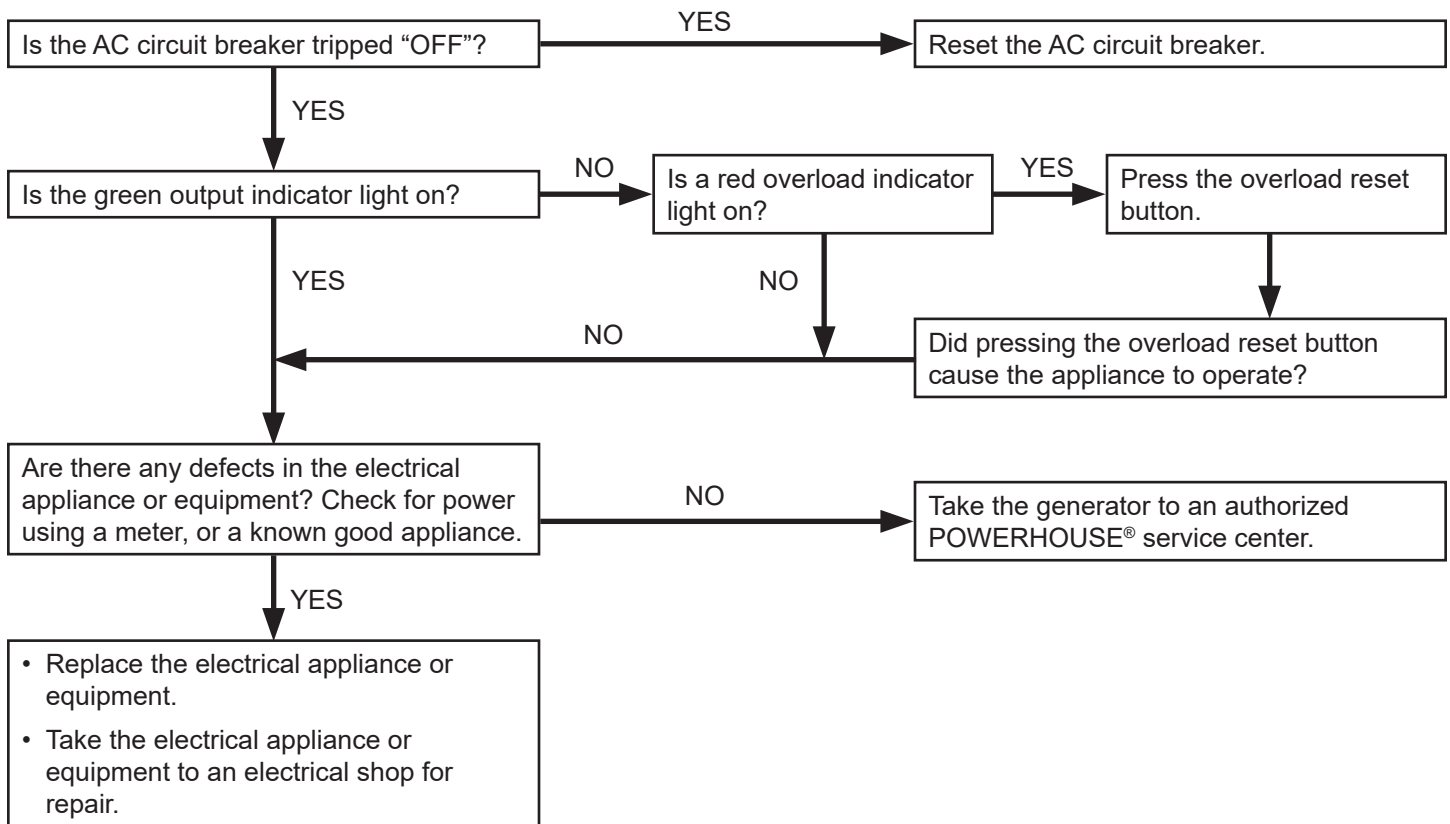 Is the AC circuit breaker tripped “OFF”?
YES
Reset the AC circuit breaker.
YES
Is the green output indicator light on?
NO
Is a red overload indicator
light on?
YES
Press the overload reset
button.
YES
NO
NO
Did pressing the overload reset button
cause the appliance to operate?
Are there any defects in the electrical
appliance or equipment? Check for power
using a meter, or a known good appliance.
NO
Take the generator to an authorized
POWERHOUSE® service center.
YES
• Replace the electrical appliance or
equipment.
• Take the electrical appliance or
equipment to an electrical shop for
repair.